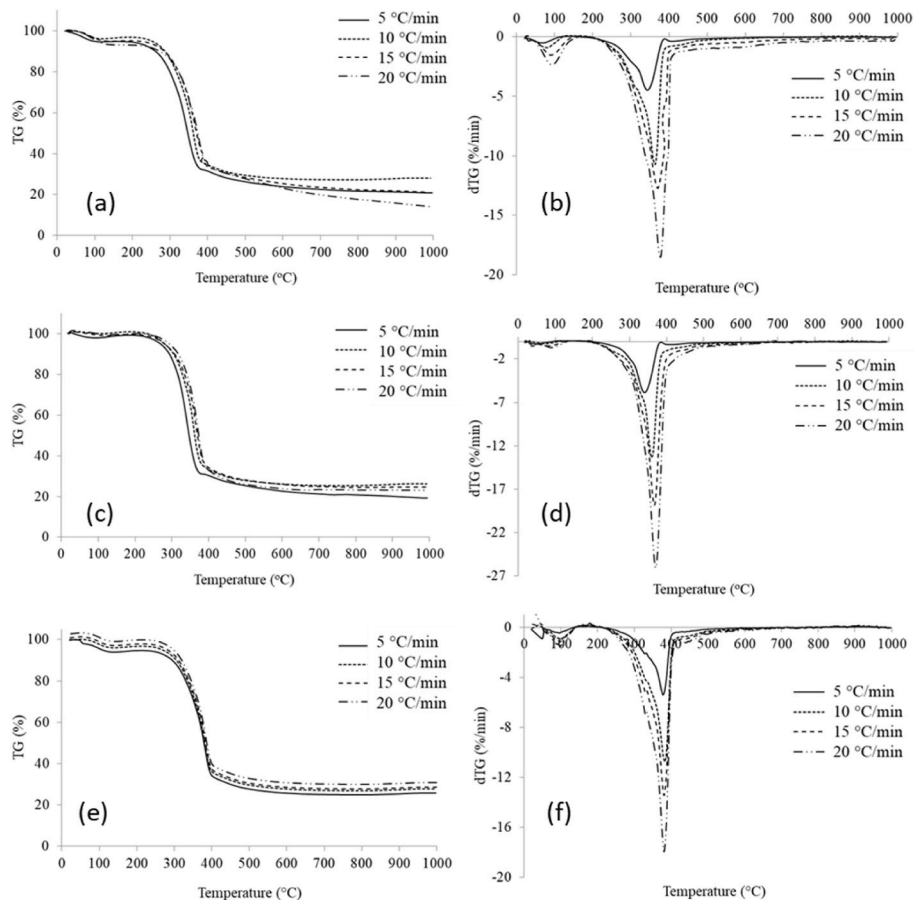 100
80
60
40
20
0
TG (%)
0 100 200 300 400 500 600 700 800 900 1000
Temperature (°C)
5 °C/min
10 °C/min
15 °C/min
20 °C/min
(a)
0 100 200 300 400 500 600 700 800 900 1000
0
-5
-10
-15
-20
dTG (%/min)
Temperature (°C)
5 °C/min
10 °C/min
15 °C/min
20 °C/min
(b)
100
80
60
40
20
0
TG (%)
0 100 200 300 400 500 600 700 800 900 1000
Temperature (°C)
5 °C/min
10 °C/min
15 °C/min
20 °C/min
(c)
0 100 200 300 400 500 600 700 800 900 1000
-2
-7
-12
-17
-22
-27
dTG (%/min)
Temperature (°C)
5 °C/min
10 °C/min
15 °C/min
20 °C/min
(d)
100
80
60
40
20
0
TG (%)
0 100 200 300 400 500 600 700 800 900 1000
Temperature (°C)
5 °C/min
10 °C/min
15 °C/min
20 °C/min
(e)
0 100 200 300 400 500 600 700 800 900 1000
0
-4
-8
-12
-16
-20
dTG (%/min)
Temperature (°C)
5 °C/min
10 °C/min
15 °C/min
20 °C/min
(f)